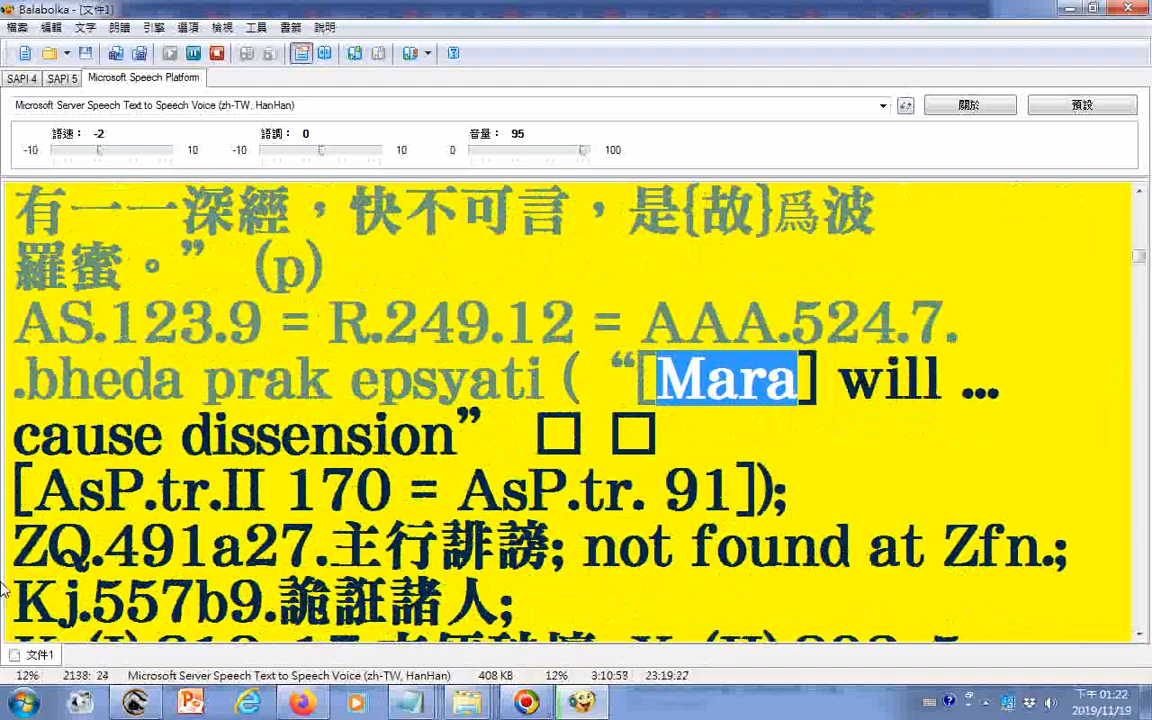 Balabolka - [文件1]
檔案 編輯 文字 朗讀 引擎 選項 檢視 工具 書籤 說明
SAPI 4 SAPI 5 Microsoft Speech Platform
Microsoft Server Speech Text to Speech Voice (zh-TW, HanHan) 關於 預設
語速： -2 語調： 0 音量： 95
-10 10 -10 10 0 100
有一一深經，快不可言，是{故}爲波
羅蜜。” (p)
AS.123.9 = R.249.12 = AAA.524.7.
.bheda prak epsyati ( “[Mara] will ...
cause dissension” □ □
[AsP.tr.II 170 = AsP.tr. 91]);
ZQ.491a27.主行誹謗; not found at Zfn.;
Kj.557b9.詭誑諸人;
文件1
12% 2138: 24 Microsoft Server Speech Text to Speech Voice (zh-TW, HanHan) 408 KB 12% 3:10:53 23:19:27
下午 01:22
2019/11/19